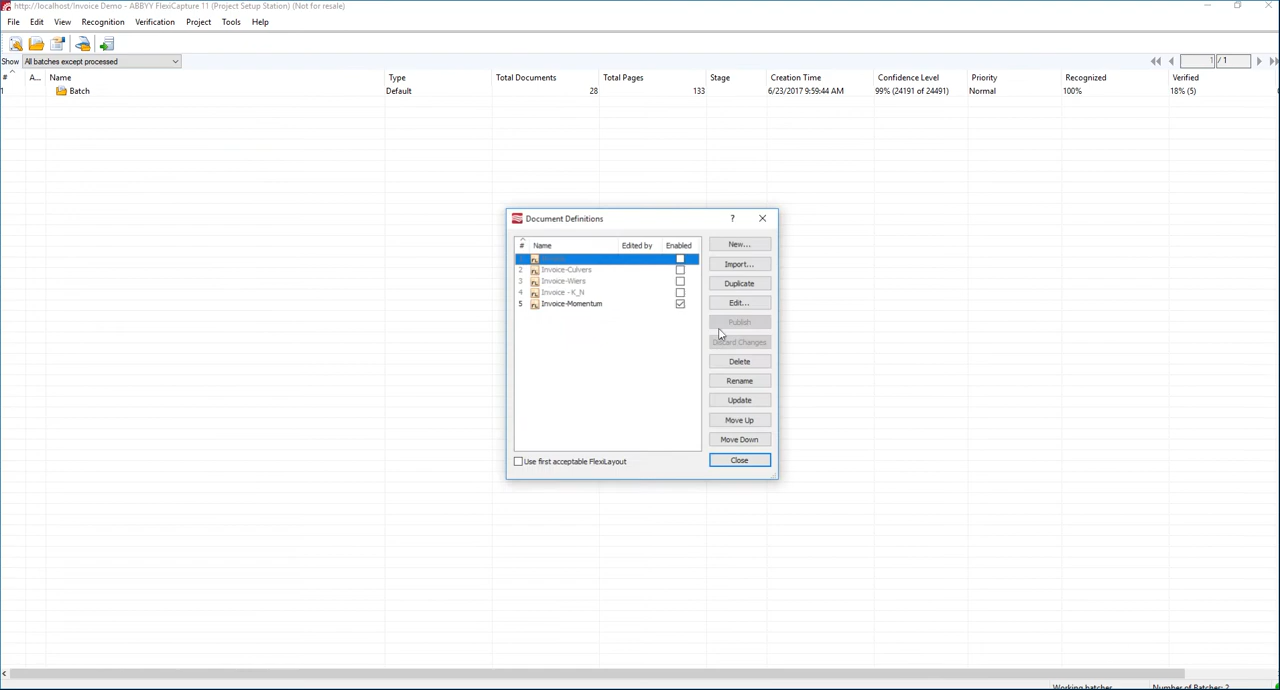 http://localhost/Invoice Demo - ABBYY FlexiCapture 11 (Project Setup Station) (Not for resale)
File Edit View Recognition Verification Project Tools Help
Show All batches except processed 1 / 1
# A... Name Type Total Documents Total Pages Stage Creation Time Confidence Level Priority Recognized Verified
1 Batch Default 28 133 6/23/2017 9:59:44 AM 99% (24191 of 24491) Normal 100% 18% (5)
Document Definitions ?
# Name Edited by Enabled
2 Invoice-Culvers
3 Invoice-Wiers
4 Invoice - K_N
5 Invoice-Momentum
New...
Import...
Duplicate
Edit...
Publish
Discard Changes
Delete
Rename
Update
Move Up
Move Down
Use first acceptable FlexiLayout
Close
Working batches Number of Batches: 2